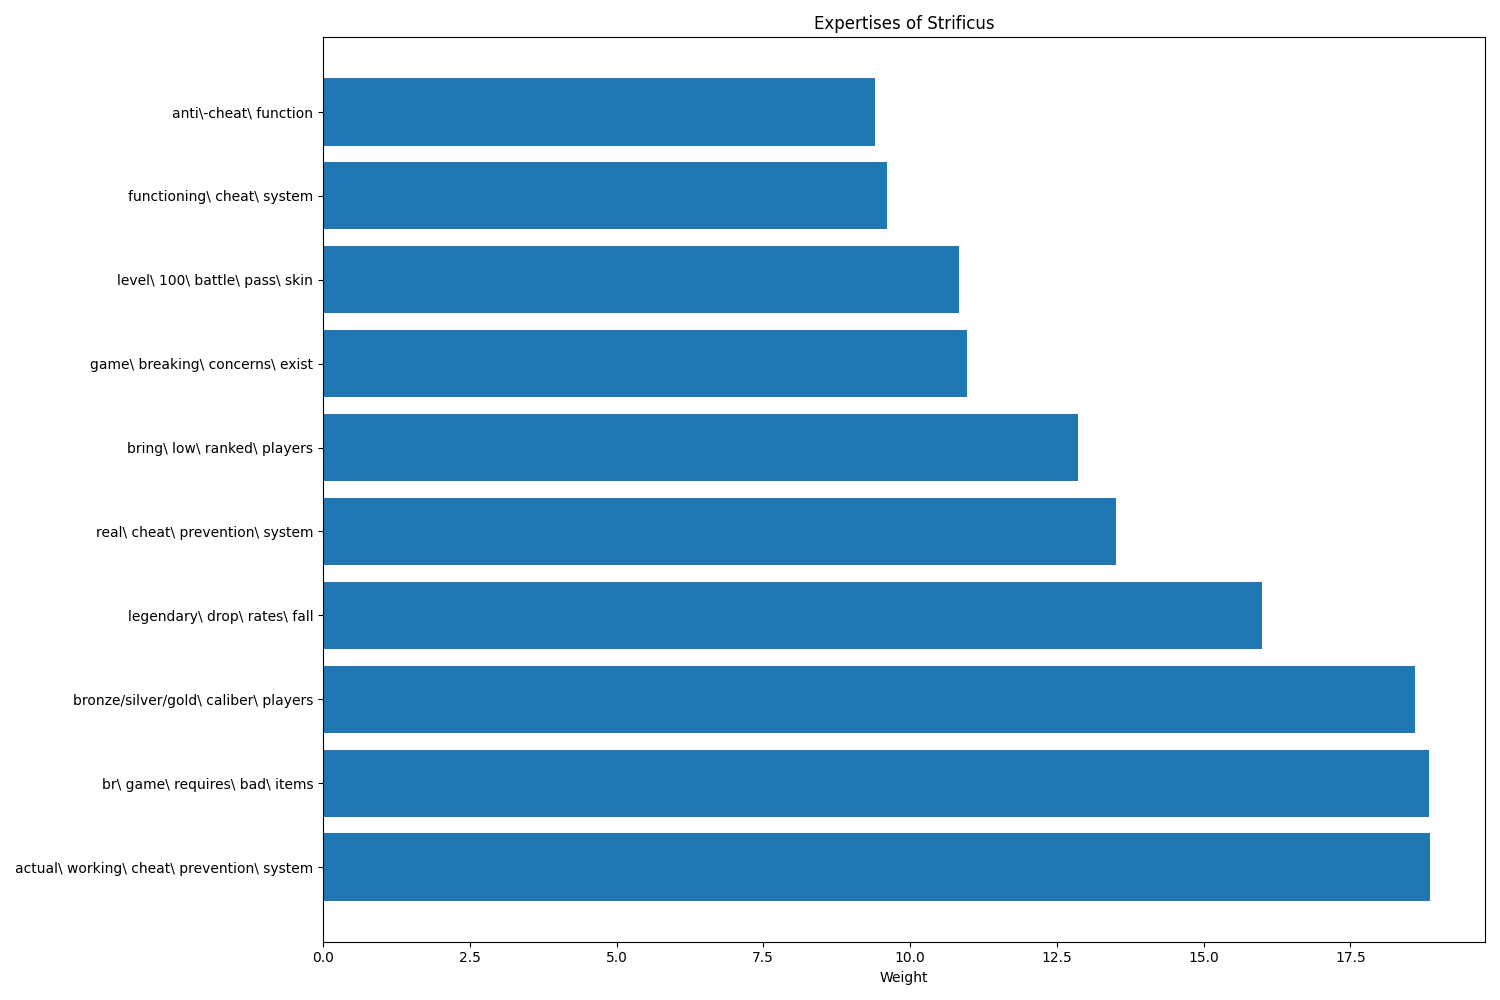 Expertises of Strificus
anti\-cheat\ function
functioning\ cheat\ system
level\ 100\ battle\ pass\ skin
game\ breaking\ concerns\ exist
bring\ low\ ranked\ players
real\ cheat\ prevention\ system
legendary\ drop\ rates\ fall
bronze/silver/gold\ caliber\ players
br\ game\ requires\ bad\ items
actual\ working\ cheat\ prevention\ system
0.0 2.5 5.0 7.5 10.0 12.5 15.0 17.5
Weight